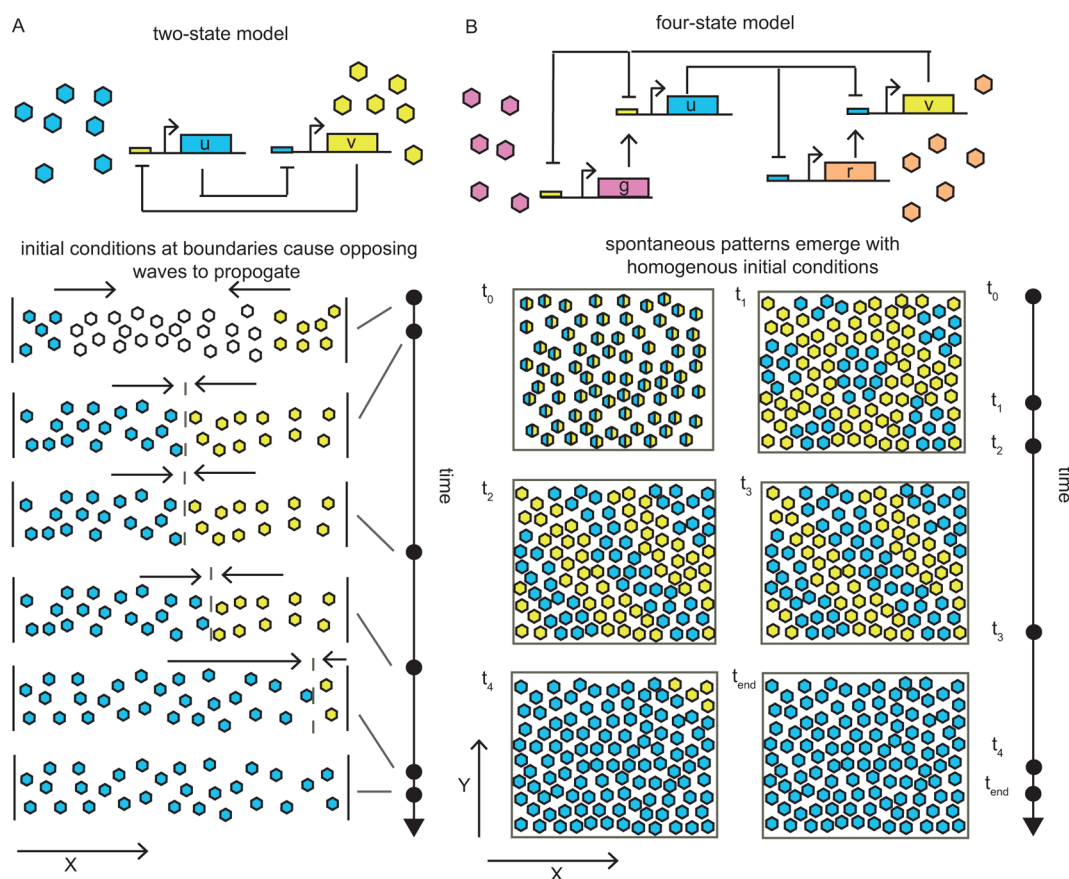 A
two-state model
u
v
initial conditions at boundaries cause opposing
waves to propogate
time
X
B
four-state model
u
v
g
r
spontaneous patterns emerge with
homogenous initial conditions
t0
t1
t0
t1
t2
t2
t3
time
t3
t4
tend
t4
tend
Y
X